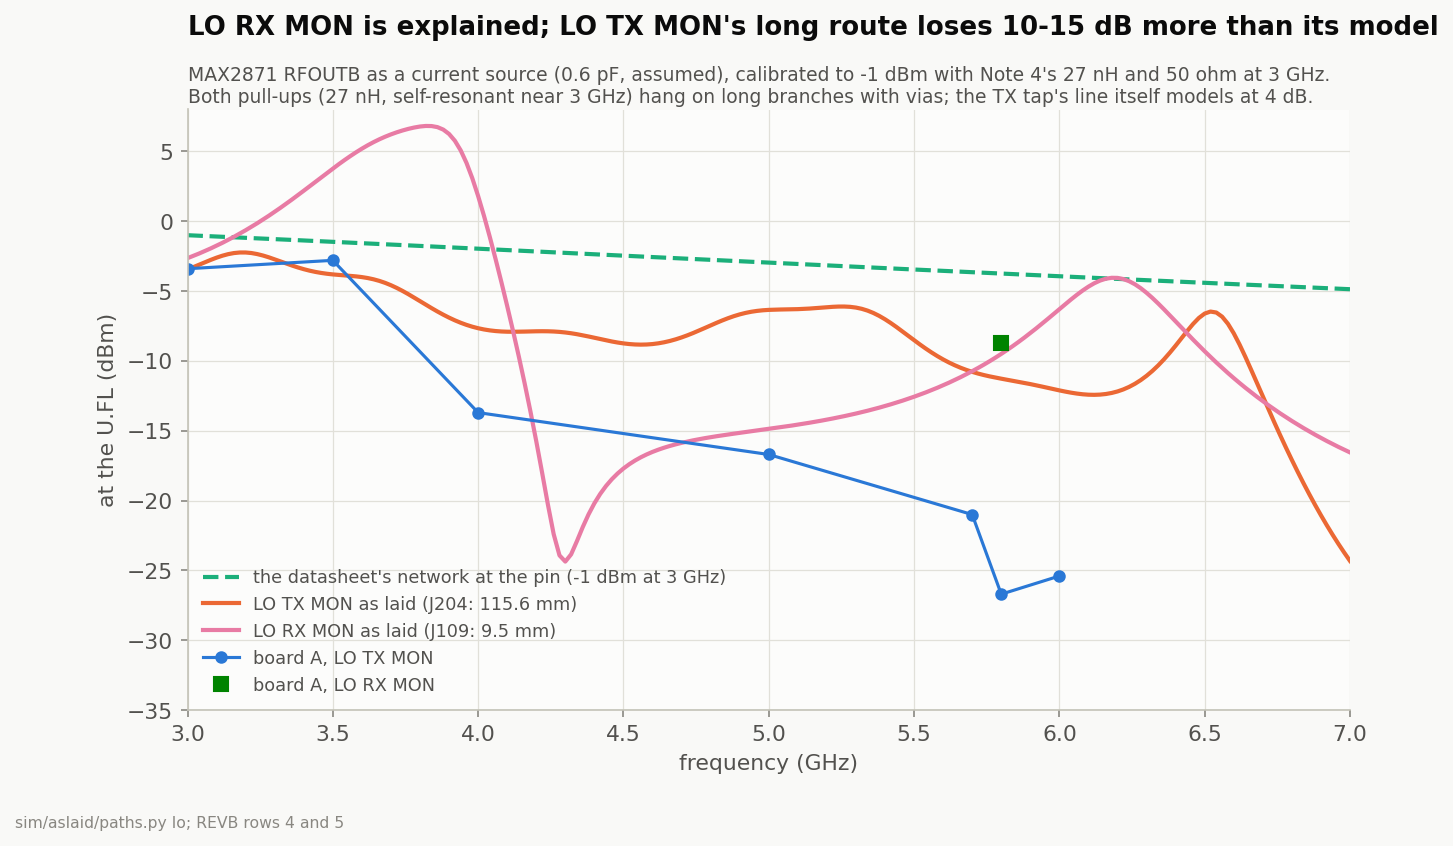 LO RX MON is explained; LO TX MON's long route loses 10-15 dB more than its model
MAX2871 RFOUTB as a current source (0.6 pF, assumed), calibrated to -1 dBm with Note 4's 27 nH and 50 ohm at 3 GHz.
Both pull-ups (27 nH, self-resonant near 3 GHz) hang on long branches with vias; the TX tap's line itself models at 4 dB.
at the U.FL (dBm)
5
0
−5
−10
−15
−20
−25
−30
−35
the datasheet's network at the pin (-1 dBm at 3 GHz)
LO TX MON as laid (J204: 115.6 mm)
LO RX MON as laid (J109: 9.5 mm)
board A, LO TX MON
board A, LO RX MON
3.0 3.5 4.0 4.5 5.0 5.5 6.0 6.5 7.0
frequency (GHz)
sim/aslaid/paths.py lo; REVB rows 4 and 5